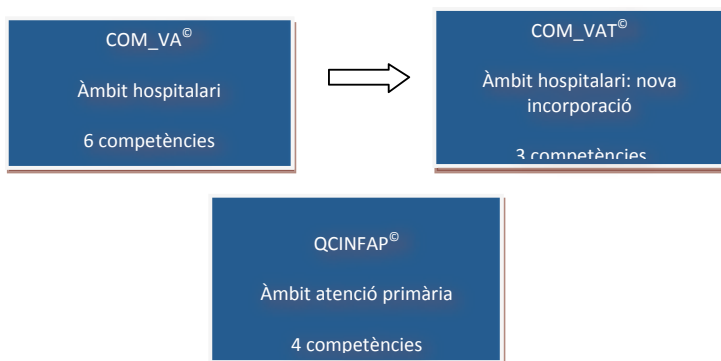 COM_VA©
Àmbit hospitalari
6 competències
COM_VAT©
Àmbit hospitalari: nova
incorporació
3 competències
QCINFAP©
Àmbit atenció primària
4 competències